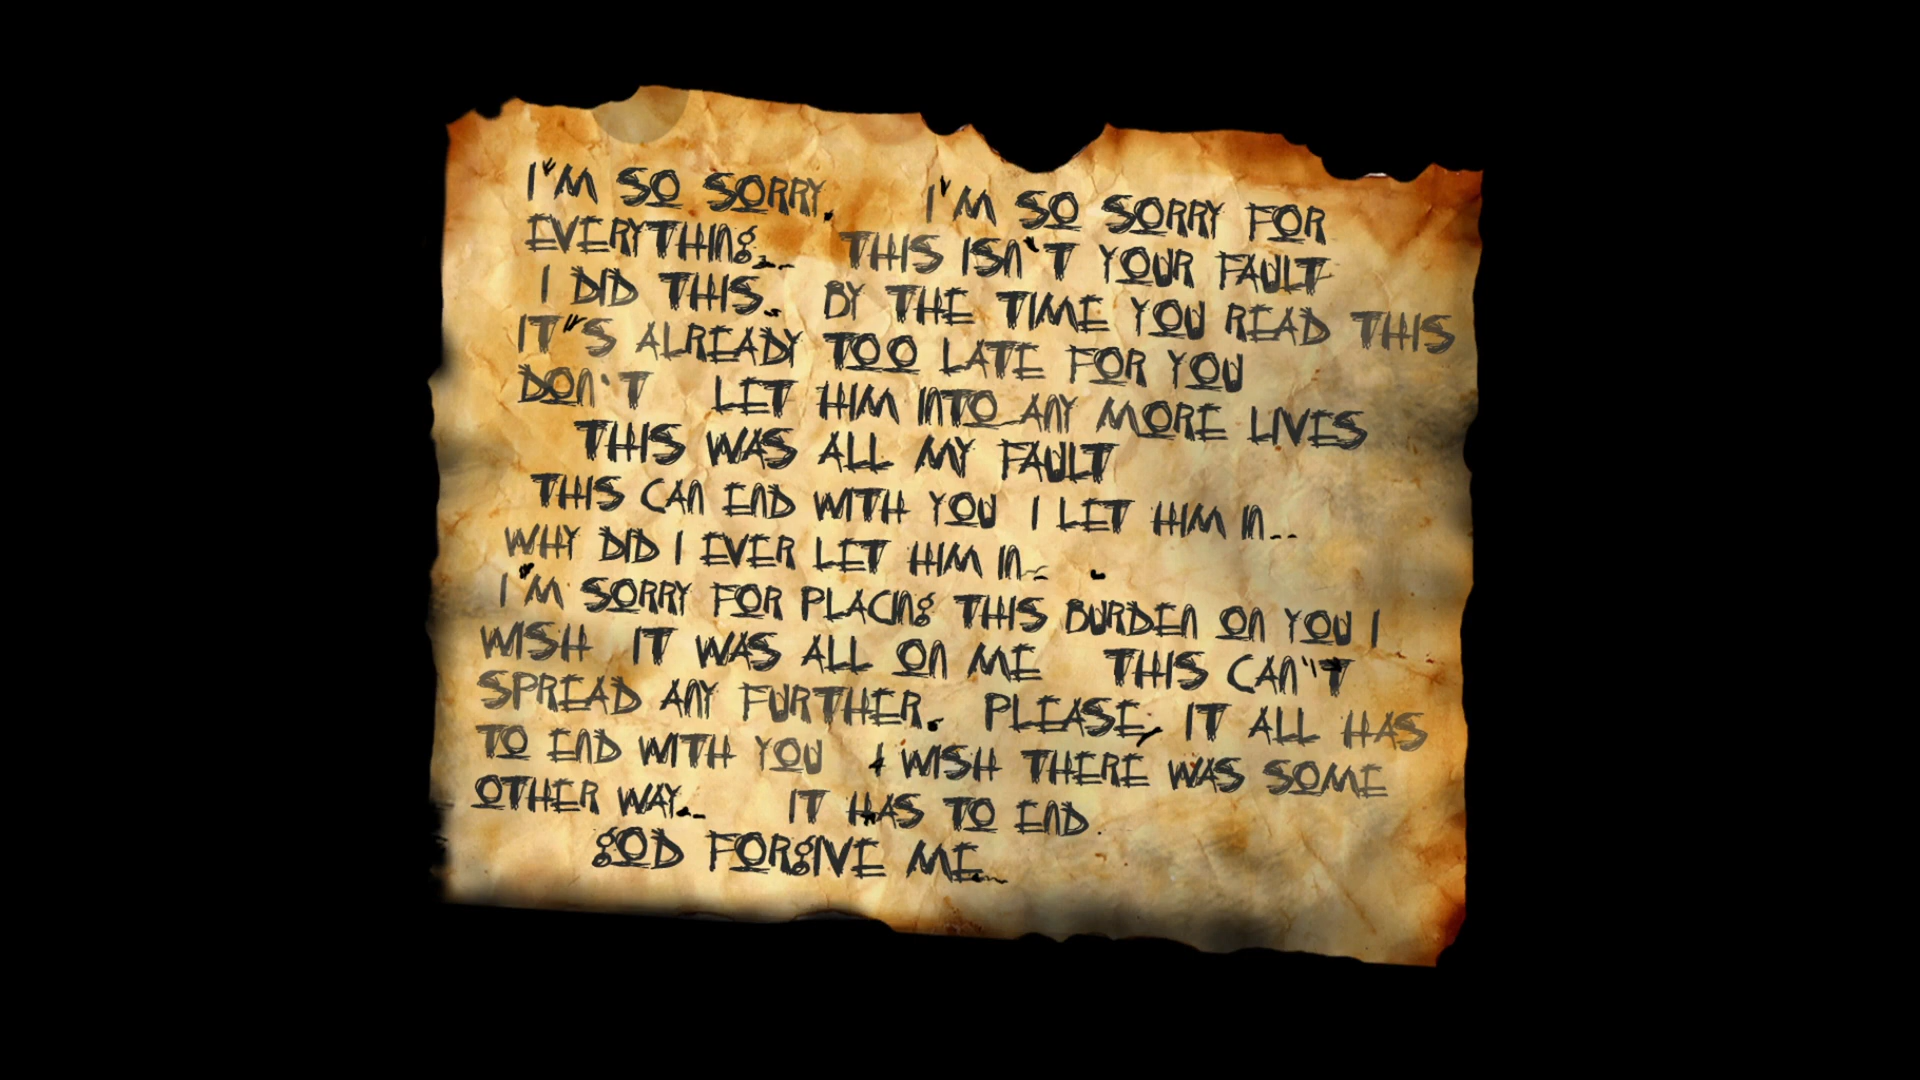 I'M SO SORRY. I'M SO SORRY FOR
EVERYTHING... THIS ISN'T YOUR FAULT
I DID THIS.. BY THE TIME YOU READ THIS
IT"S ALREADY TOO LATE FOR YOU
DON'T LET HIM INTO ANY MORE LIVES
THIS WAS ALL MY FAULT
THIS CAN END WITH YOU I LET HIM IN...
WHY DID I EVER LET HIM IN...
I'M SORRY FOR PLACING THIS BURDEN ON YOU I
WISH IT WAS ALL ON ME THIS CAN'T
SPREAD ANY FURTHER. PLEASE, IT ALL HAS
TO END WITH YOU I WISH THERE WAS SOME
OTHER WAY... IT HAS TO END.
GOD FORGIVE ME...